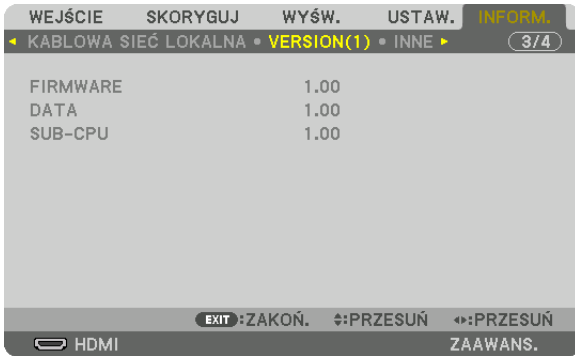 WEJŚCIE SKORYGUJ WYŚW. USTAW. INFORM.
◄ KABLOWA SIEĆ LOKALNA • VERSION(1) • INNE ► 3/4
FIRMWARE 1.00
DATA 1.00
SUB-CPU 1.00
EXIT :ZAKOŃ. :PRZESUŃ :PRZESUŃ
HDMI ZAAWANS.